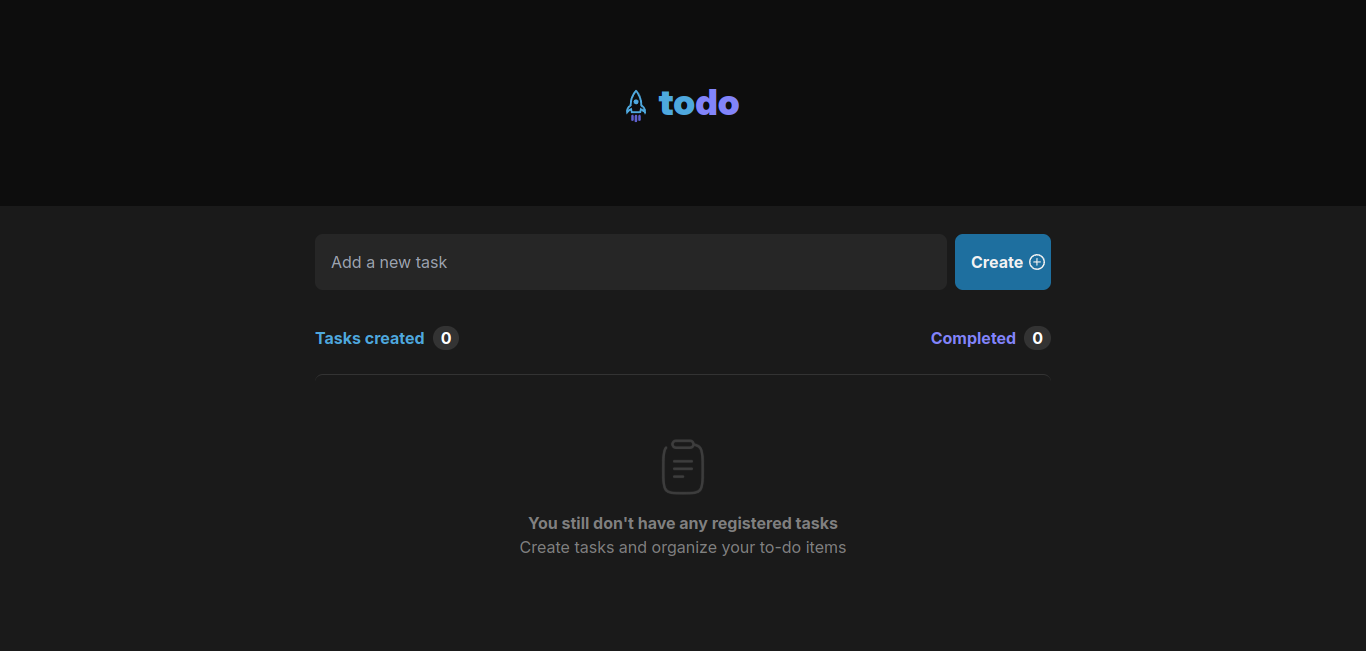 todo
Add a new task
Create
Tasks created 0
Completed 0
You still don't have any registered tasks
Create tasks and organize your to-do items